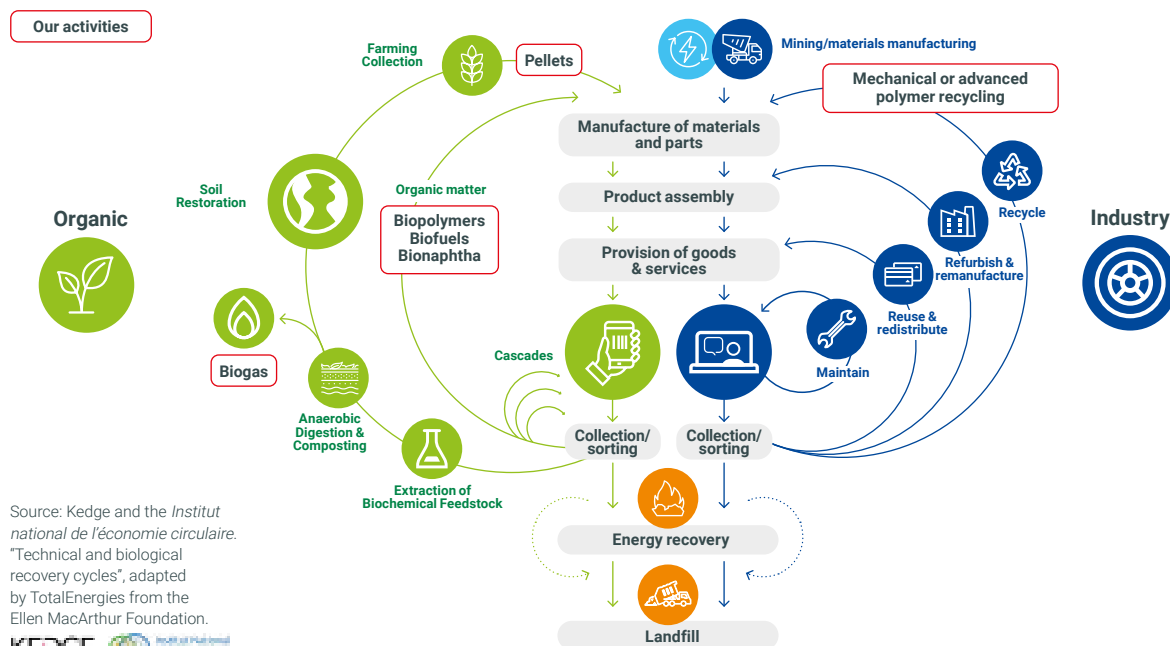 Our activities
Farming
Collection
Pellets
Mining/materials manufacturing
Mechanical or advanced
polymer recycling
Manufacture of materials
and parts
Soil
Restoration
Organic matter
Biopolymers
Biofuels
Bionaphtha
Product assembly
Recycle
Organic
Industry
Provision of goods
& services
Refurbish &
remanufacture
Reuse &
redistribute
Biogas
Cascades
Maintain
Anaerobic
Digestion &
Composting
Collection/
sorting
Collection/
sorting
Extraction of
Biochemical Feedstock
Energy recovery
Landfill
Source: Kedge and the Institut
national de l'économie circulaire.
"Technical and biological
recovery cycles", adapted
by TotalEnergies from the
Ellen MacArthur Foundation.